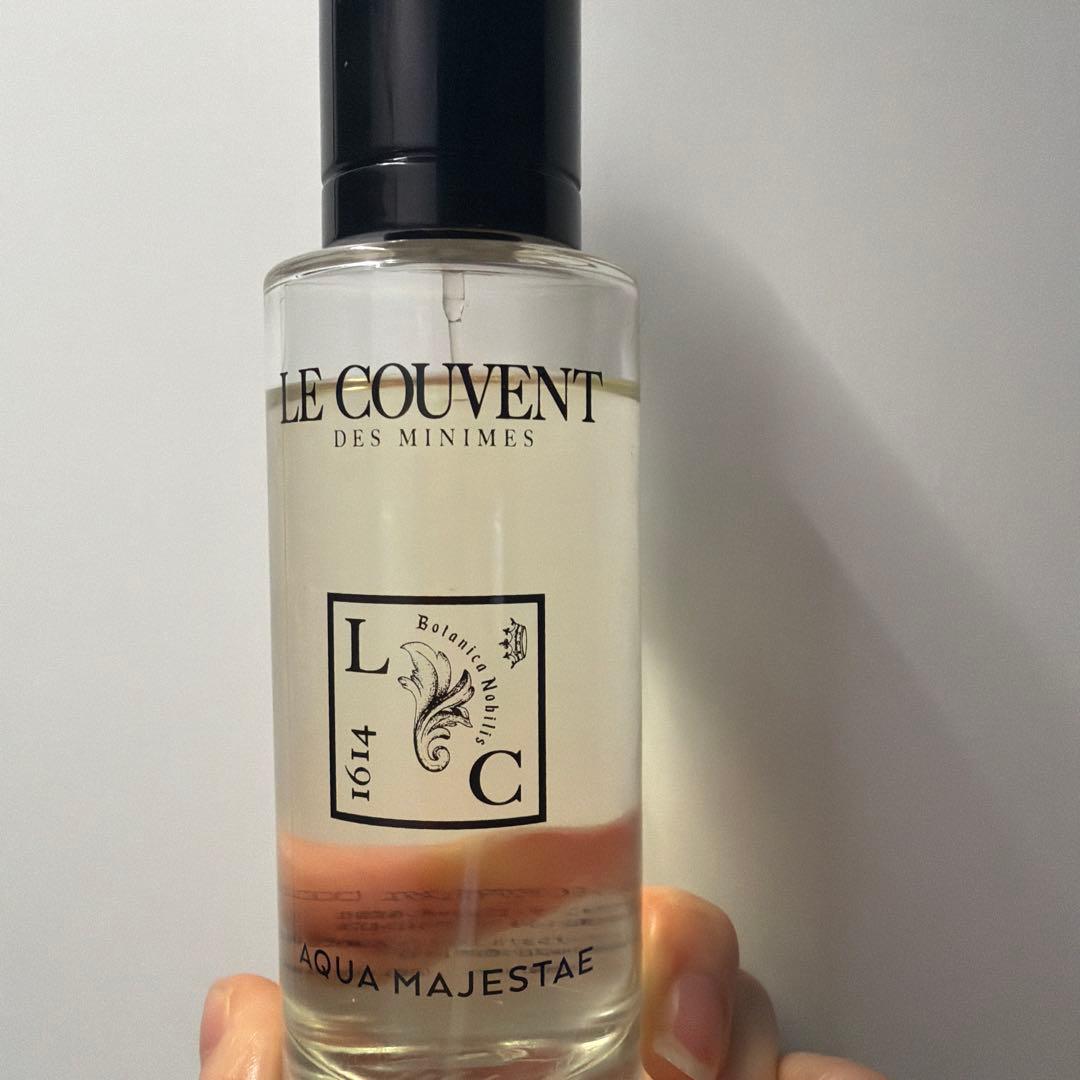 LE COUVENT
DES MINIMES
L
Botanica Nobilis
1614
C
AQUA MAJESTAE